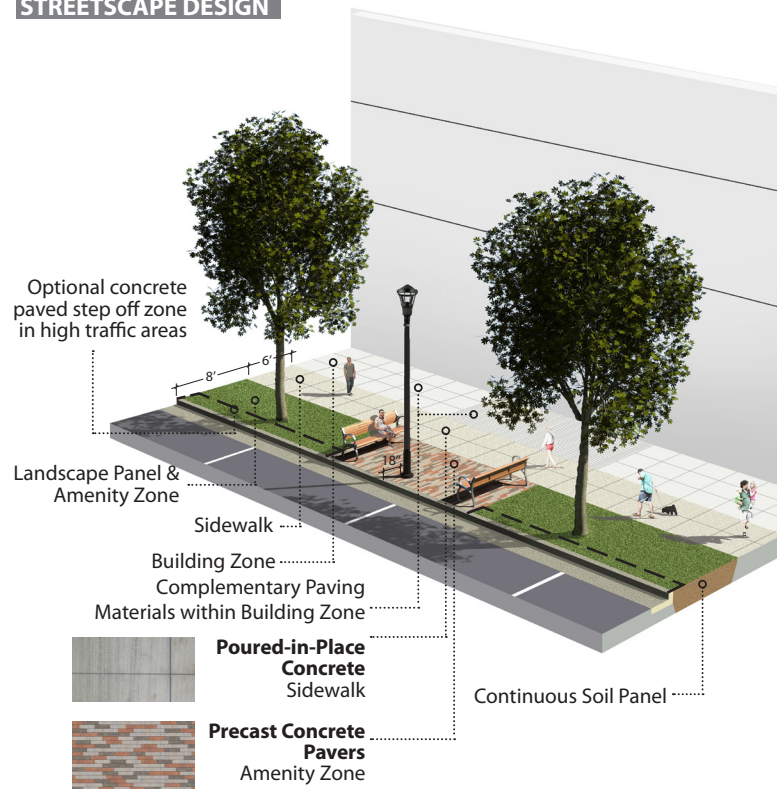 STREETSCAPE DESIGN
Optional concrete
paved step off zone
in high traffic areas
8’
6’
18”
Landscape Panel &
Amenity Zone
Sidewalk
Building Zone
Complementary Paving
Materials within Building Zone
Poured-in-Place
Concrete
Sidewalk
Continuous Soil Panel
Precast Concrete
Pavers
Amenity Zone